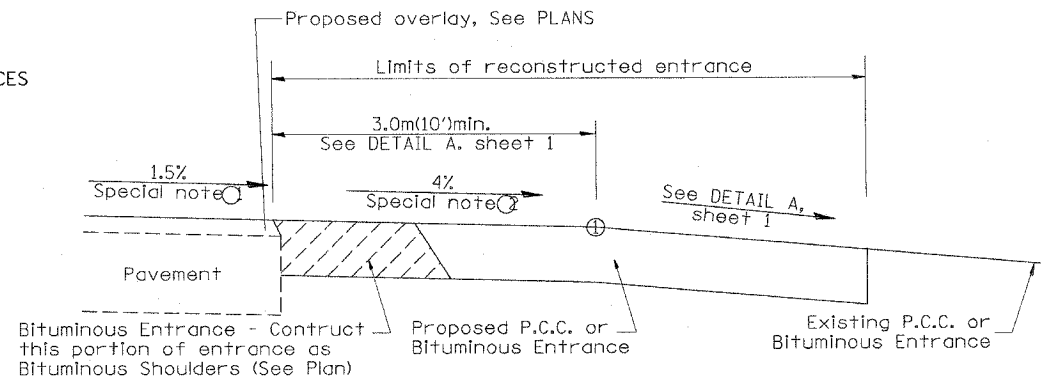 Proposed overlay, See PLANS
CES
Limits of reconstructed entrance
3.0m(10')min.
See DETAIL A. sheet 1
1.5%
Special note 1
4%
Special note 2
See DETAIL A,
sheet 1
1
Pavement
Bituminous Entrance - Contruct
this portion of entrance as
Bituminous Shoulders (See Plan)
Proposed P.C.C. or
Bituminous Entrance
Existing P.C.C. or
Bituminous Entrance